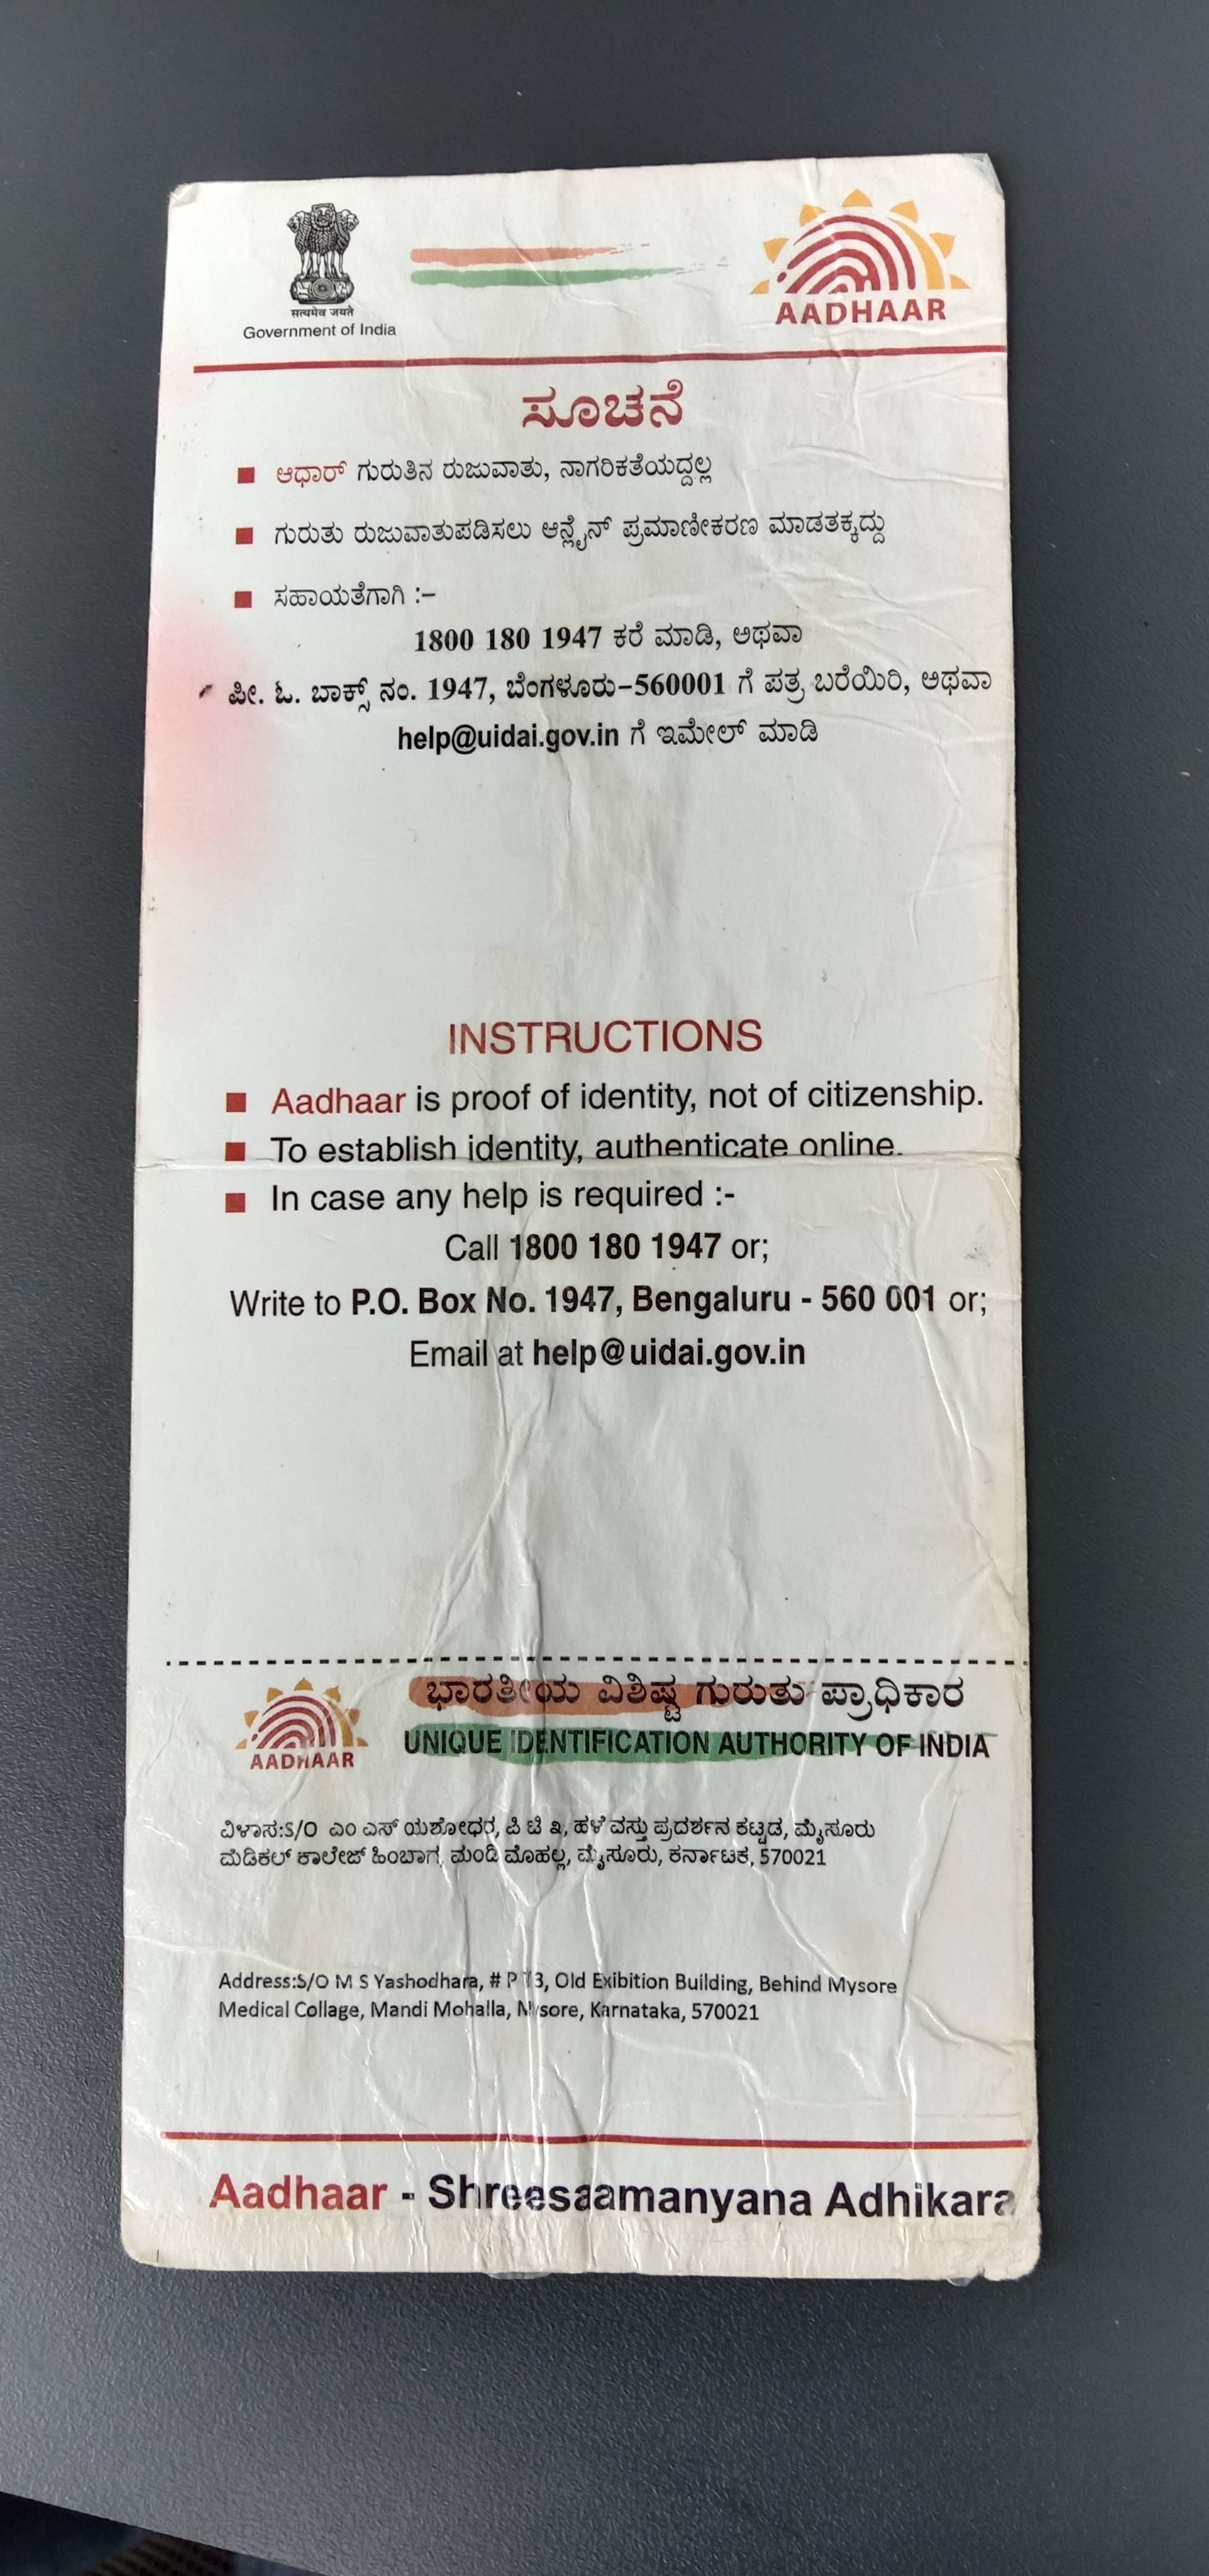 सत्यमेव जयते
Government of India
AADHAAR
ಸೂಚನೆ
ಆಧಾರ್ ಗುರುತಿನ ರುಜುವಾತು, ನಾಗರಿಕತೆಯದ್ದಲ್ಲ
ಗುರುತು ರುಜುವಾತುಪಡಿಸಲು ಆನ್ಲೈನ್ ಪ್ರಮಾಣೀಕರಣ ಮಾಡತಕ್ಕದ್ದು
ಸಹಾಯತೆಗಾಗಿ :–
1800 180 1947 ಕರೆ ಮಾಡಿ, ಅಥವಾ
ಪೀ. ಓ. ಬಾಕ್ಸ್ ನಂ. 1947, ಬೆಂಗಳೂರು–560001 ಗೆ ಪತ್ರ ಬರೆಯಿರಿ, ಅಥವಾ
help@uidai.gov.in ಗೆ ಇಮೇಲ್ ಮಾಡಿ
INSTRUCTIONS
Aadhaar is proof of identity, not of citizenship.
To establish identity, authenticate online.
In case any help is required :-
Call 1800 180 1947 or;
Write to P.O. Box No. 1947, Bengaluru - 560 001 or;
Email at help@uidai.gov.in
ಭಾರತೀಯ ವಿಶಿಷ್ಟ ಗುರುತು ಪ್ರಾಧಿಕಾರ
AADHAAR
UNIQUE IDENTIFICATION AUTHORITY OF INDIA
ವಿಳಾಸ:S/O ಎಂ ಎಸ್ ಯಶೋಧರ, ಪಿ ಟಿ ೩, ಹಳೆ ವಸ್ತು ಪ್ರದರ್ಶನ ಕಟ್ಟಡ, ಮೈಸೂರು
ಮೆಡಿಕಲ್ ಕಾಲೇಜ್ ಹಿಂಬಾಗ, ಮಂಡಿ ಮೊಹಲ್ಲ, ಮೈಸೂರು, ಕರ್ನಾಟಕ, 570021
Address:S/O M S Yashodhara, # P T 3, Old Exibition Building, Behind Mysore
Medical Collage, Mandi Mohalla, Mysore, Karnataka, 570021
Aadhaar - Shreesaamanyana Adhikara